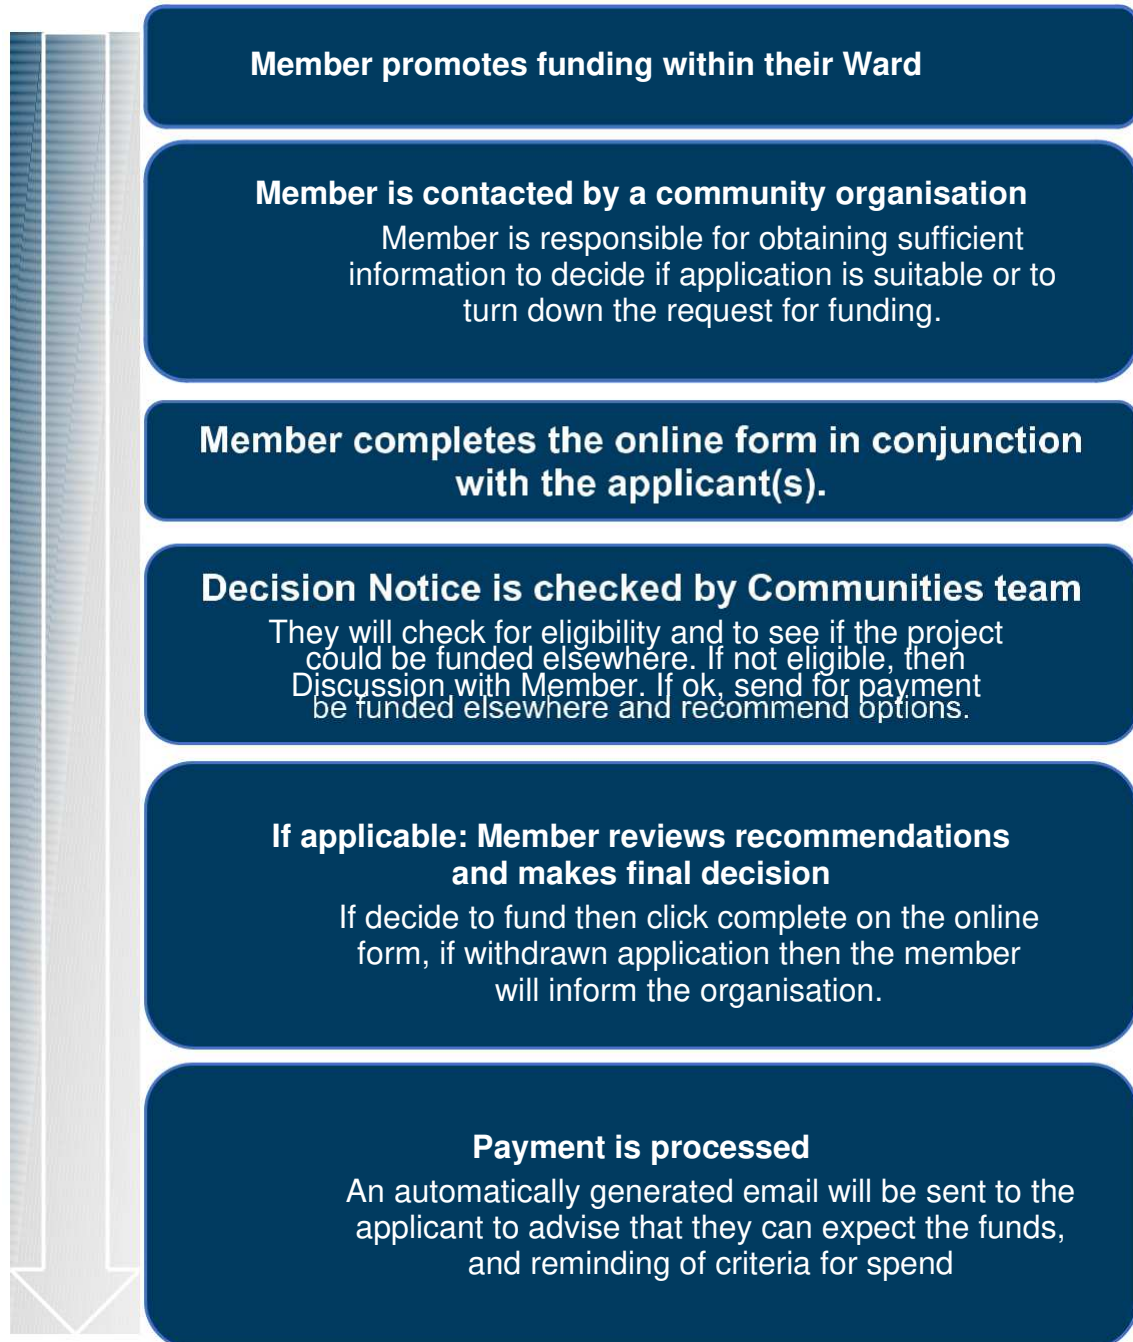 Member promotes funding within their Ward
Member is contacted by a community organisation
Member is responsible for obtaining sufficient
information to decide if application is suitable or to
turn down the request for funding.
Member completes the online form in conjunction
with the applicant(s).
Decision Notice is checked by Communities team
They will check for eligibility and to see if the project
could be funded elsewhere. If not eligible, then
Discussion with Member. If ok, send for payment
be funded elsewhere and recommend options.
If applicable: Member reviews recommendations
and makes final decision
If decide to fund then click complete on the online
form, if withdrawn application then the member
will inform the organisation.
Payment is processed
An automatically generated email will be sent to the
applicant to advise that they can expect the funds,
and reminding of criteria for spend